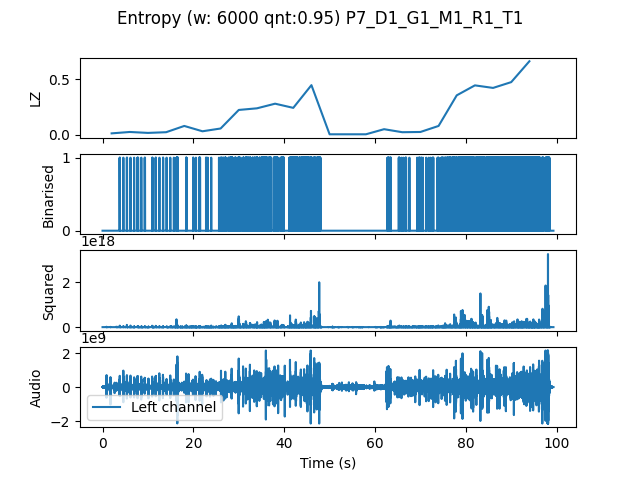 Entropy (w: 6000 qnt:0.95) P7_D1_G1_M1_R1_T1
LZ
0.5
0.0
Binarised
1
0
1e18
Squared
2
0
1e9
Audio
2
0
−2
Left channel
0 20 40 60 80 100
Time (s)